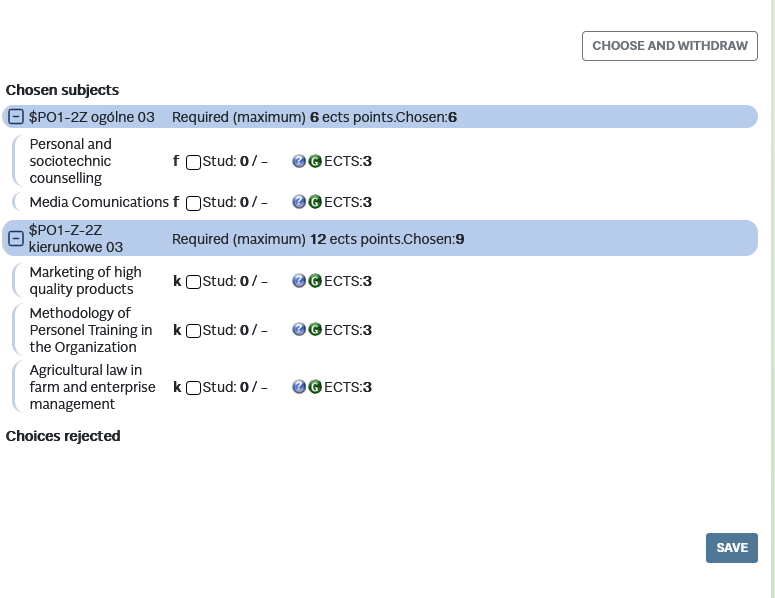 CHOOSE AND WITHDRAW
Chosen subjects
$PO1-2Z ogólne 03 Required (maximum) 6 ects points.Chosen:6
Personal and
sociotechnic
counselling
f Stud: 0 / – ? G ECTS:3
Media Comunications f Stud: 0 / – ? G ECTS:3
$PO1-Z-2Z
kierunkowe 03
Required (maximum) 12 ects points.Chosen:9
Marketing of high
quality products
k Stud: 0 / – ? G ECTS:3
Methodology of
Personel Training in
the Organization
k Stud: 0 / – ? G ECTS:3
Agricultural law in
farm and enterprise
management
k Stud: 0 / – ? G ECTS:3
Choices rejected
SAVE